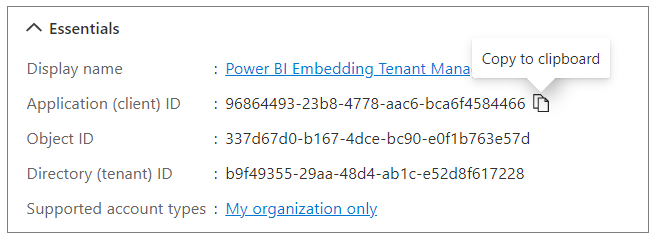 Essentials
Copy to clipboard
Display name : Power BI Embedding Tenant Mana
Application (client) ID : 96864493-23b8-4778-aac6-bca6f4584466
Object ID : 337d67d0-b167-4dce-bc90-e0f1b763e57d
Directory (tenant) ID : b9f49355-29aa-48d4-ab1c-e52d8f617228
Supported account types : My organization only